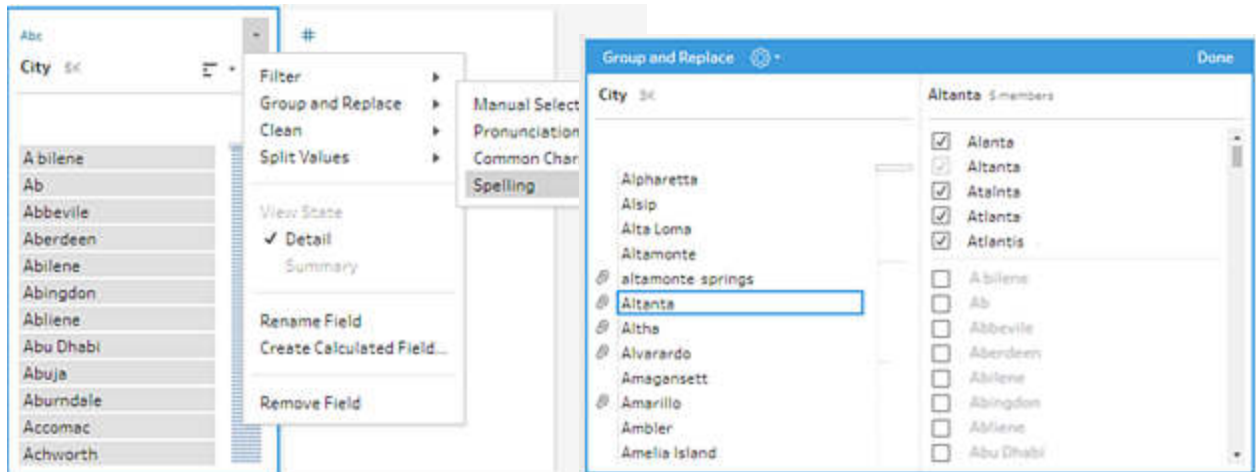 Abc
#
City 5K
A bilene
Ab
Abbevile
Aberdeen
Abilene
Abingdon
Abliene
Abu Dhabi
Abuja
Aburndale
Accomac
Achworth
Filter
Group and Replace
Clean
Split Values
View State
Detail
Summary
Rename Field
Create Calculated Field...
Remove Field
Manual Select
Pronunciation
Common Char
Spelling
Group and Replace
Done
City 5K
Alpharetta
Alsip
Alta Loma
Altamonte
altamonte springs
Altanta
Altha
Alvarardo
Amagansett
Amarillo
Ambler
Amelia Island
Altanta 5 members
Alanta
Altanta
Atalnta
Atlanta
Atlantis
A bilene
Ab
Abbevile
Aberdeen
Abilene
Abingdon
Abliene
Abu Dhabi